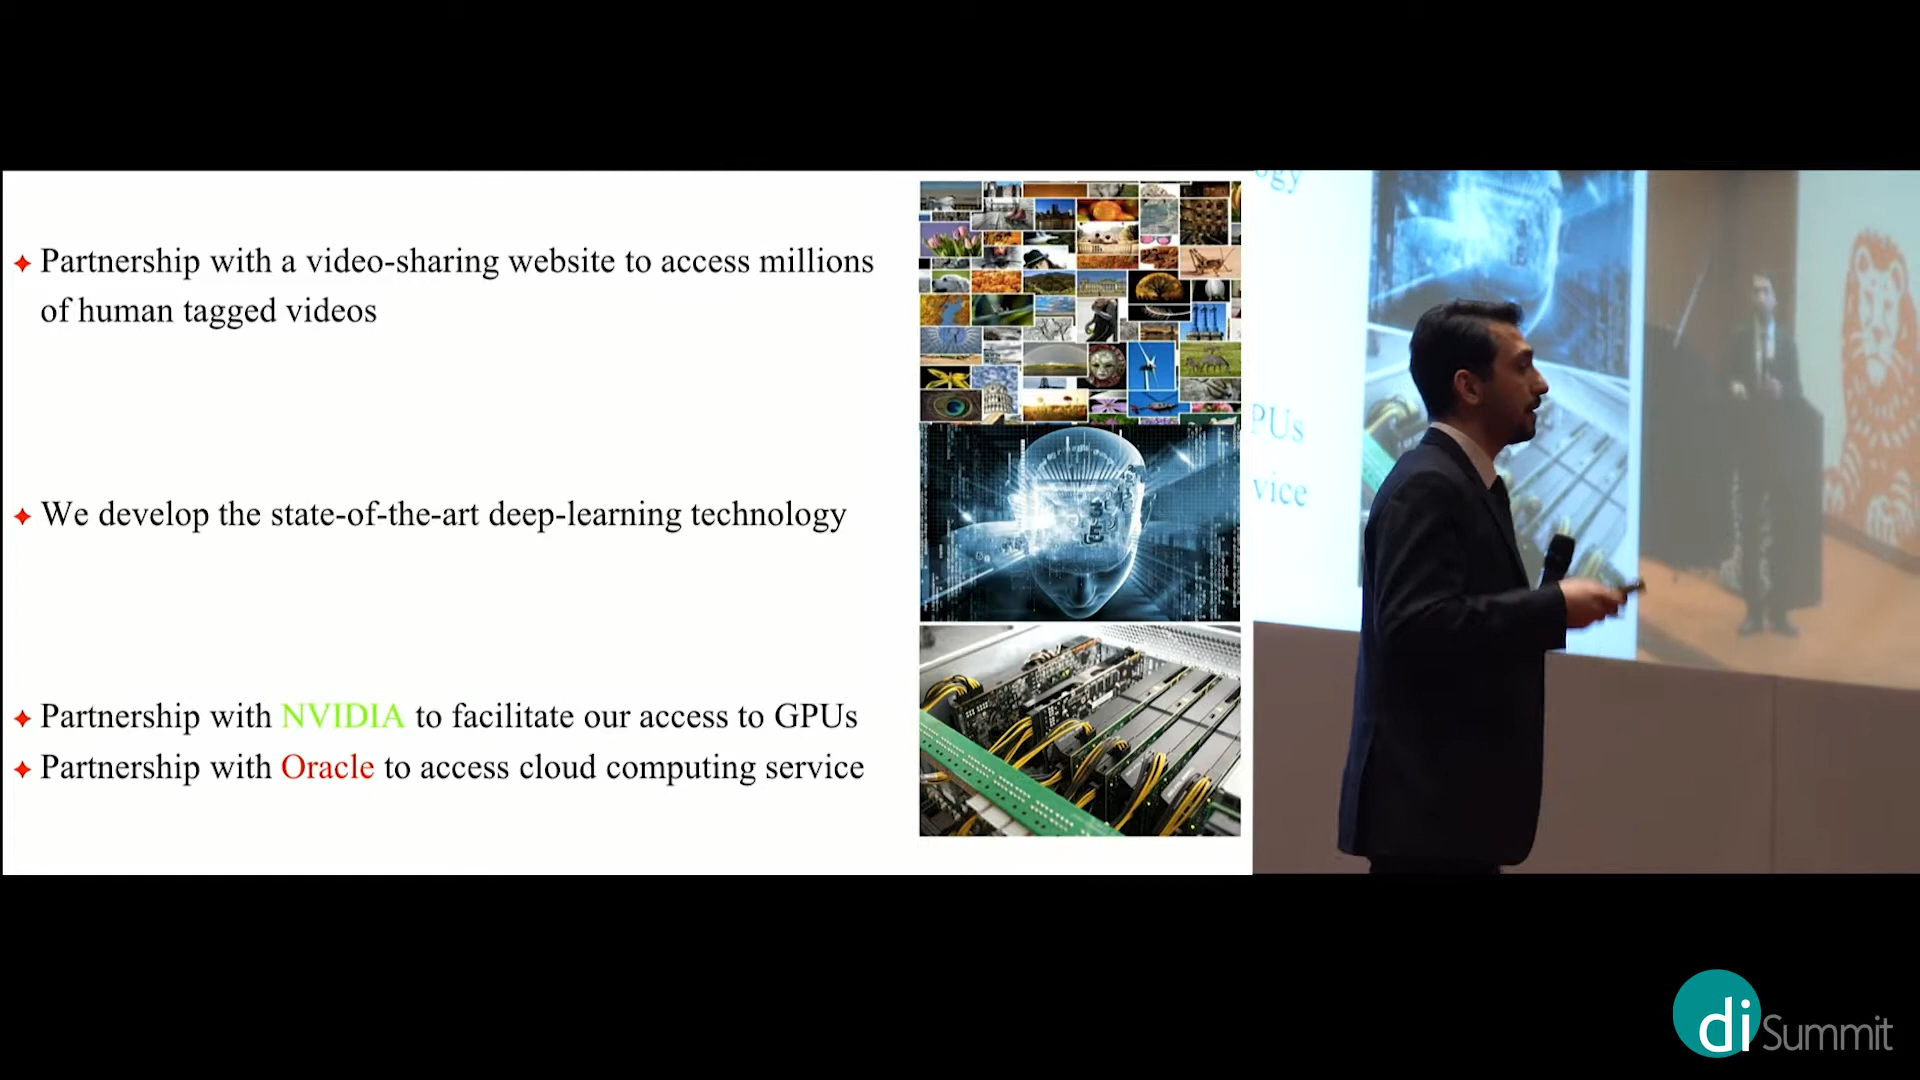 Partnership with a video-sharing website to access millions
of human tagged videos
We develop the state-of-the-art deep-learning technology
Partnership with NVIDIA to facilitate our access to GPUs
Partnership with Oracle to access cloud computing service
ogy
PUs
vice
di Summit